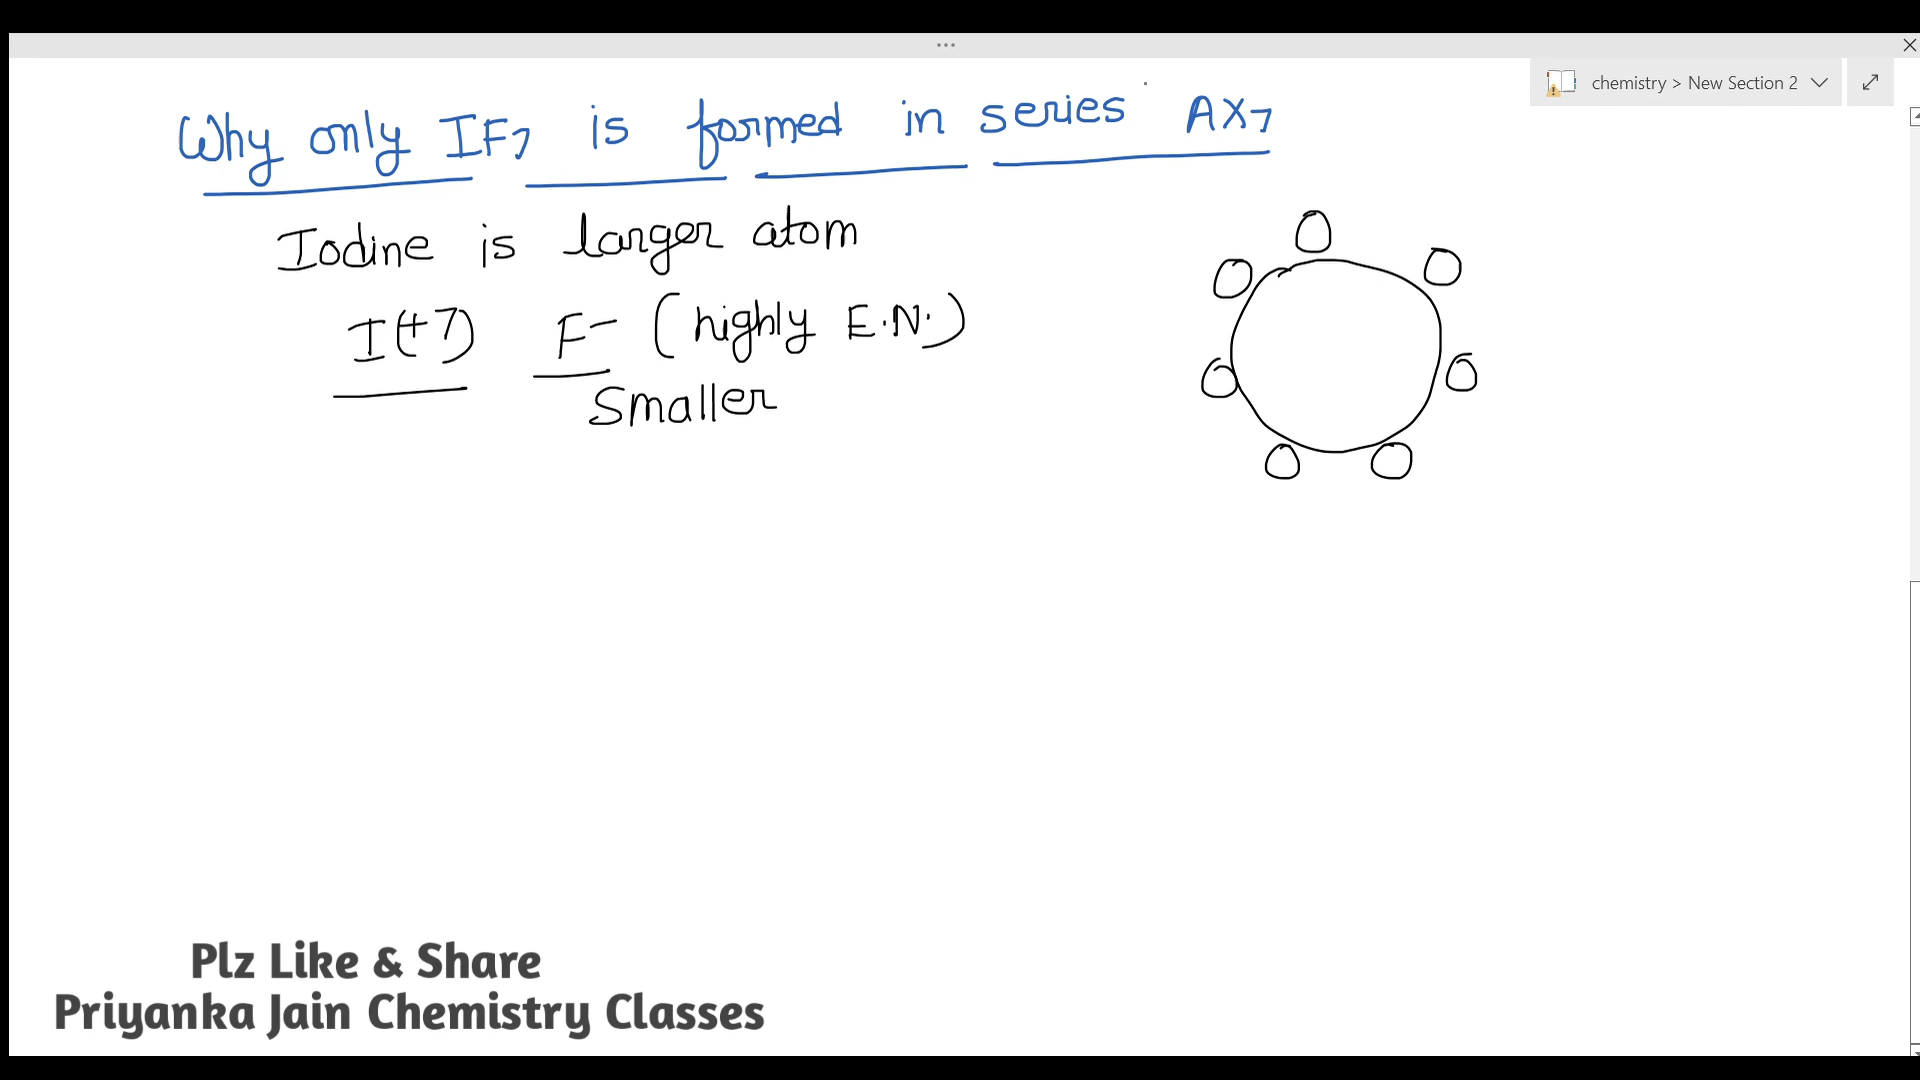 chemistry > New Section 2
Why only IF7 is formed in series AX7
Iodine is larger atom
I(+7) F- (highly E.N.)
Smaller
Plz Like & Share
Priyanka Jain Chemistry Classes